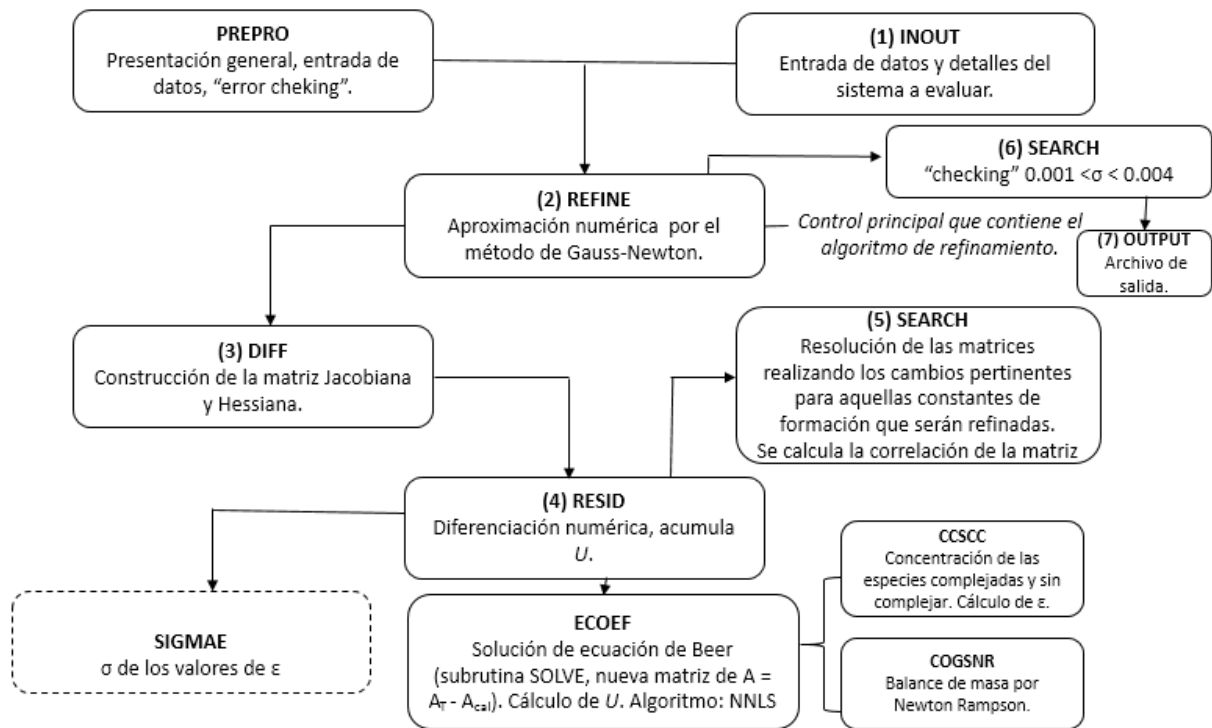 PREPRO
Presentación general, entrada de
datos, “error cheking”.
(1) INOUT
Entrada de datos y detalles del
sistema a evaluar.
(6) SEARCH
“checking” 0.001 <σ < 0.004
(2) REFINE
Aproximación numérica por el
método de Gauss-Newton.
Control principal que contiene el
algoritmo de refinamiento.
(7) OUTPUT
Archivo de
salida.
(3) DIFF
Construcción de la matriz Jacobiana
y Hessiana.
(5) SEARCH
Resolución de las matrices
realizando los cambios pertinentes
para aquellas constantes de
formación que serán refinadas.
Se calcula la correlación de la matriz
(4) RESID
Diferenciación numérica, acumula
U.
SIGMAE
σ de los valores de ε
ECOEF
Solución de ecuación de Beer
(subrutina SOLVE, nueva matriz de A =
A_T - A_cal). Cálculo de U. Algoritmo: NNLS
CCSCC
Concentración de las
especies complejadas y sin
complejar. Cálculo de ε.
COGSNR
Balance de masa por
Newton Rampson.